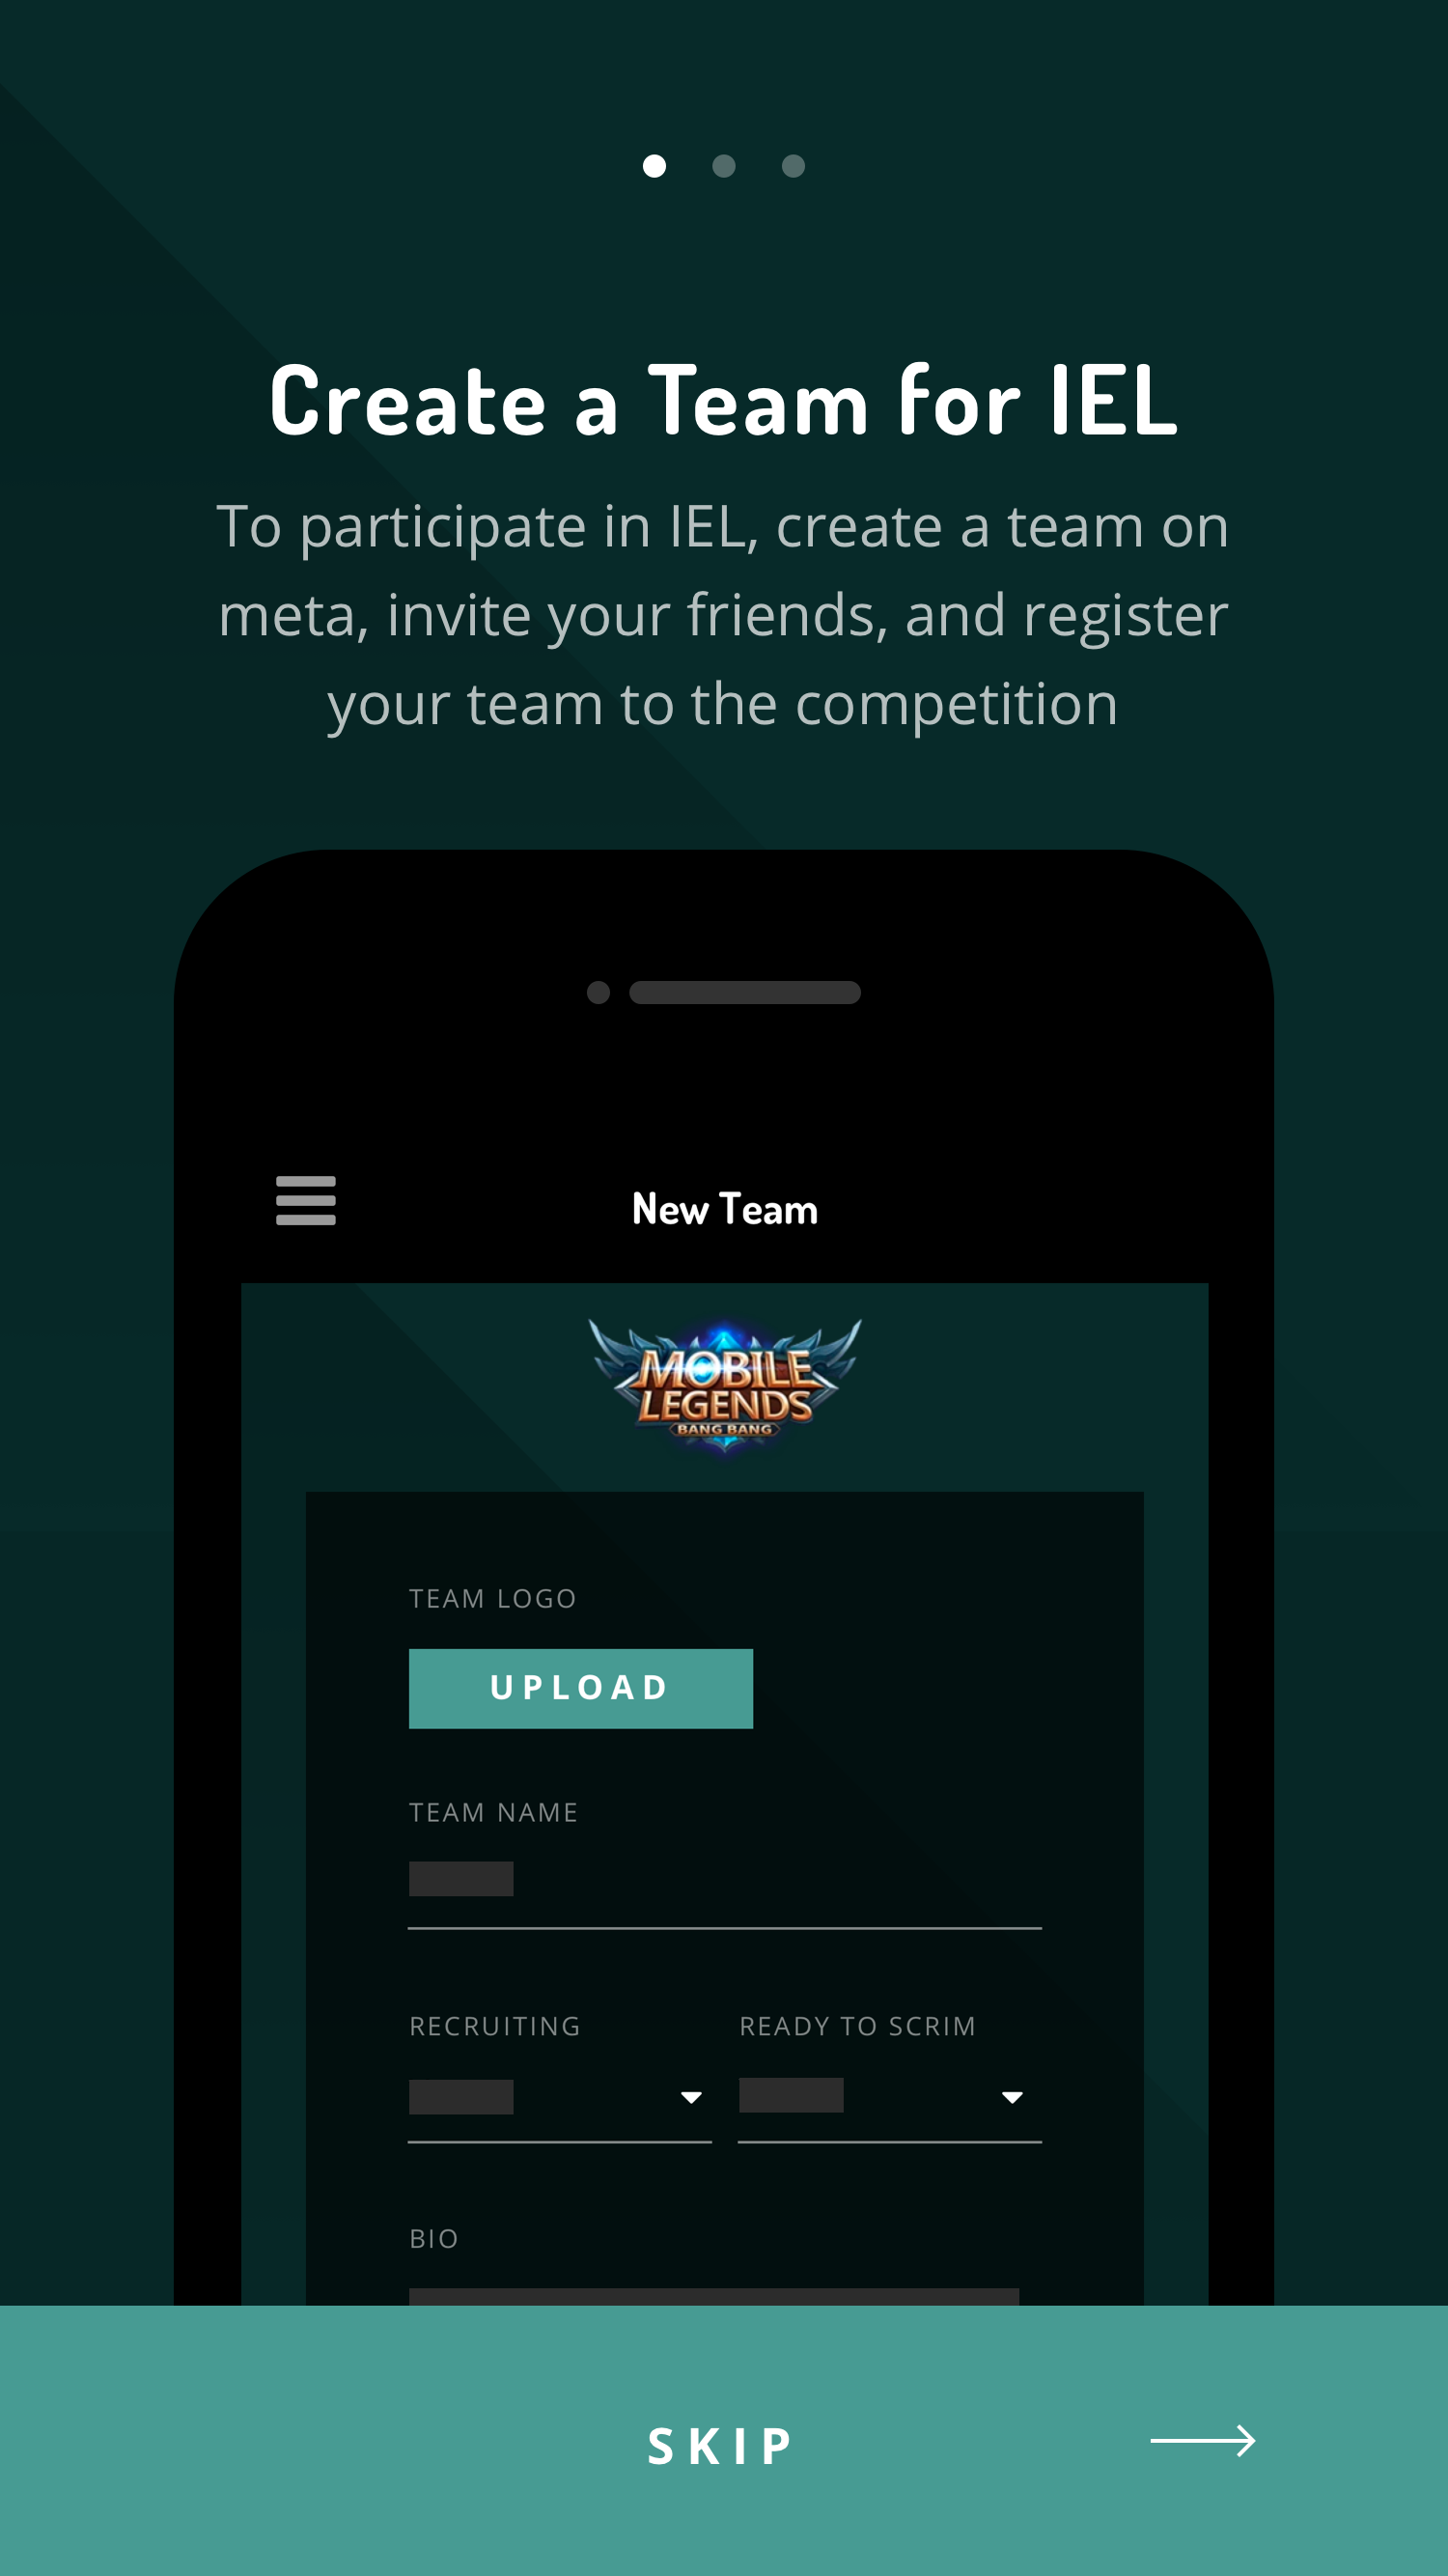 Create a Team for IEL
To participate in IEL, create a team on
meta, invite your friends, and register
your team to the competition
New Team
MOBILE
LEGENDS
BANG BANG
TEAM LOGO
UPLOAD
TEAM NAME
RECRUITING READY TO SCRIM
BIO
SKIP